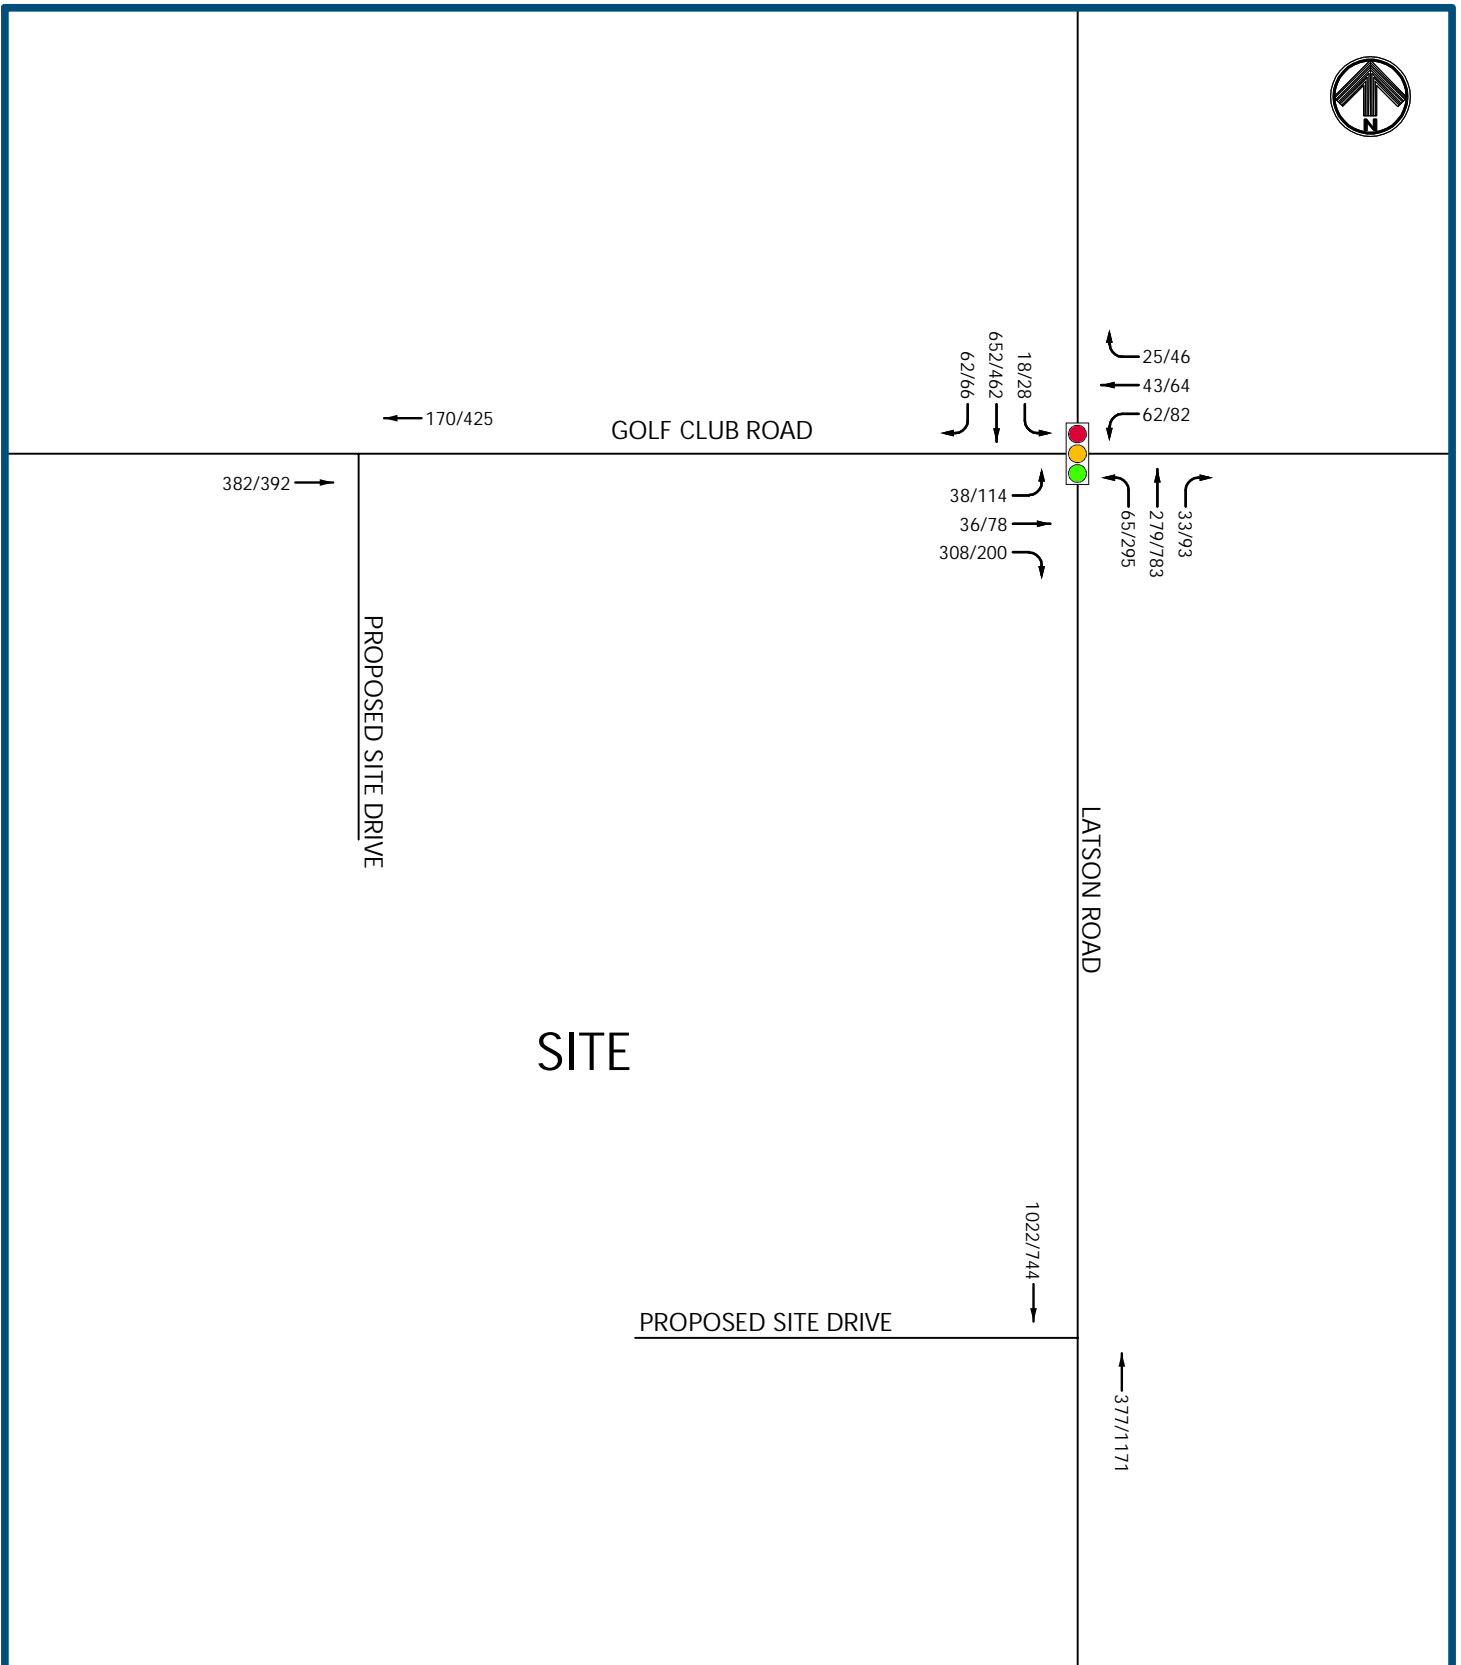 N
25/46
43/64
62/82
62/66
652/462
18/28
170/425
GOLF CLUB ROAD
382/392
38/114
36/78
308/200
65/295
279/783
33/93
PROPOSED SITE DRIVE
LATSON ROAD
SITE
1022/744
PROPOSED SITE DRIVE
377/1171